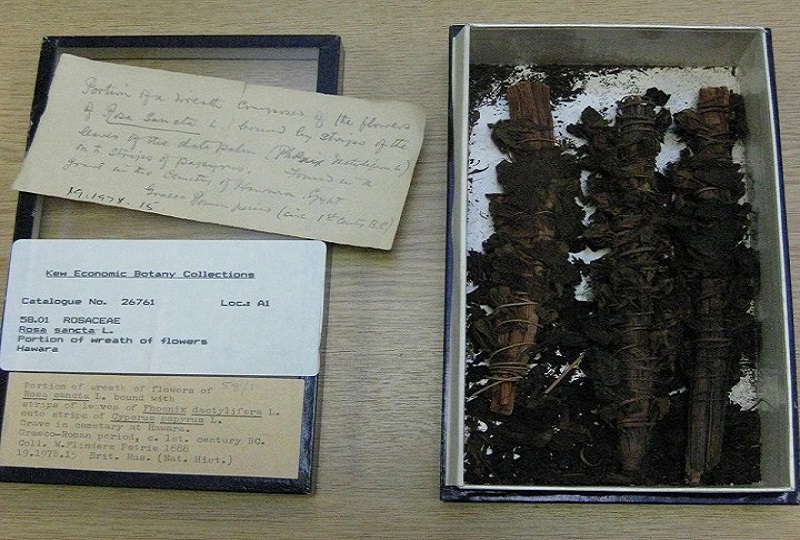 Portion of a wreath composed of the flowers
of Rosa Sancta L. bound by strips of the
leaves of the date palm (Phoenix dactylifera L)
on to strips of papyrus. Found in a
grave in the Cemetery of Hawara. Egypt
Graeco Roman period (circ. 1st Cent. B.C)
19.1978.15
Kew Economic Botany Collections
Catalogue No. 26761 Loc.: A1
58.01 ROSACEAE
Rosa sancta L.
Portion of wreath of flowers
Hawara
Portion of wreath of flowers of 58/1
Rosa sancta L. bound with
strips of leaves of Phoenix dactylifera L.
onto strips of Cyperus papyrus L.
Grave in cemetary at Hawara.
Graeco-Roman period, c. 1st. century BC.
Coll. W.Flinders Petrie 1888
19.1978.15 Brit. Mus. (Nat. Hist.)